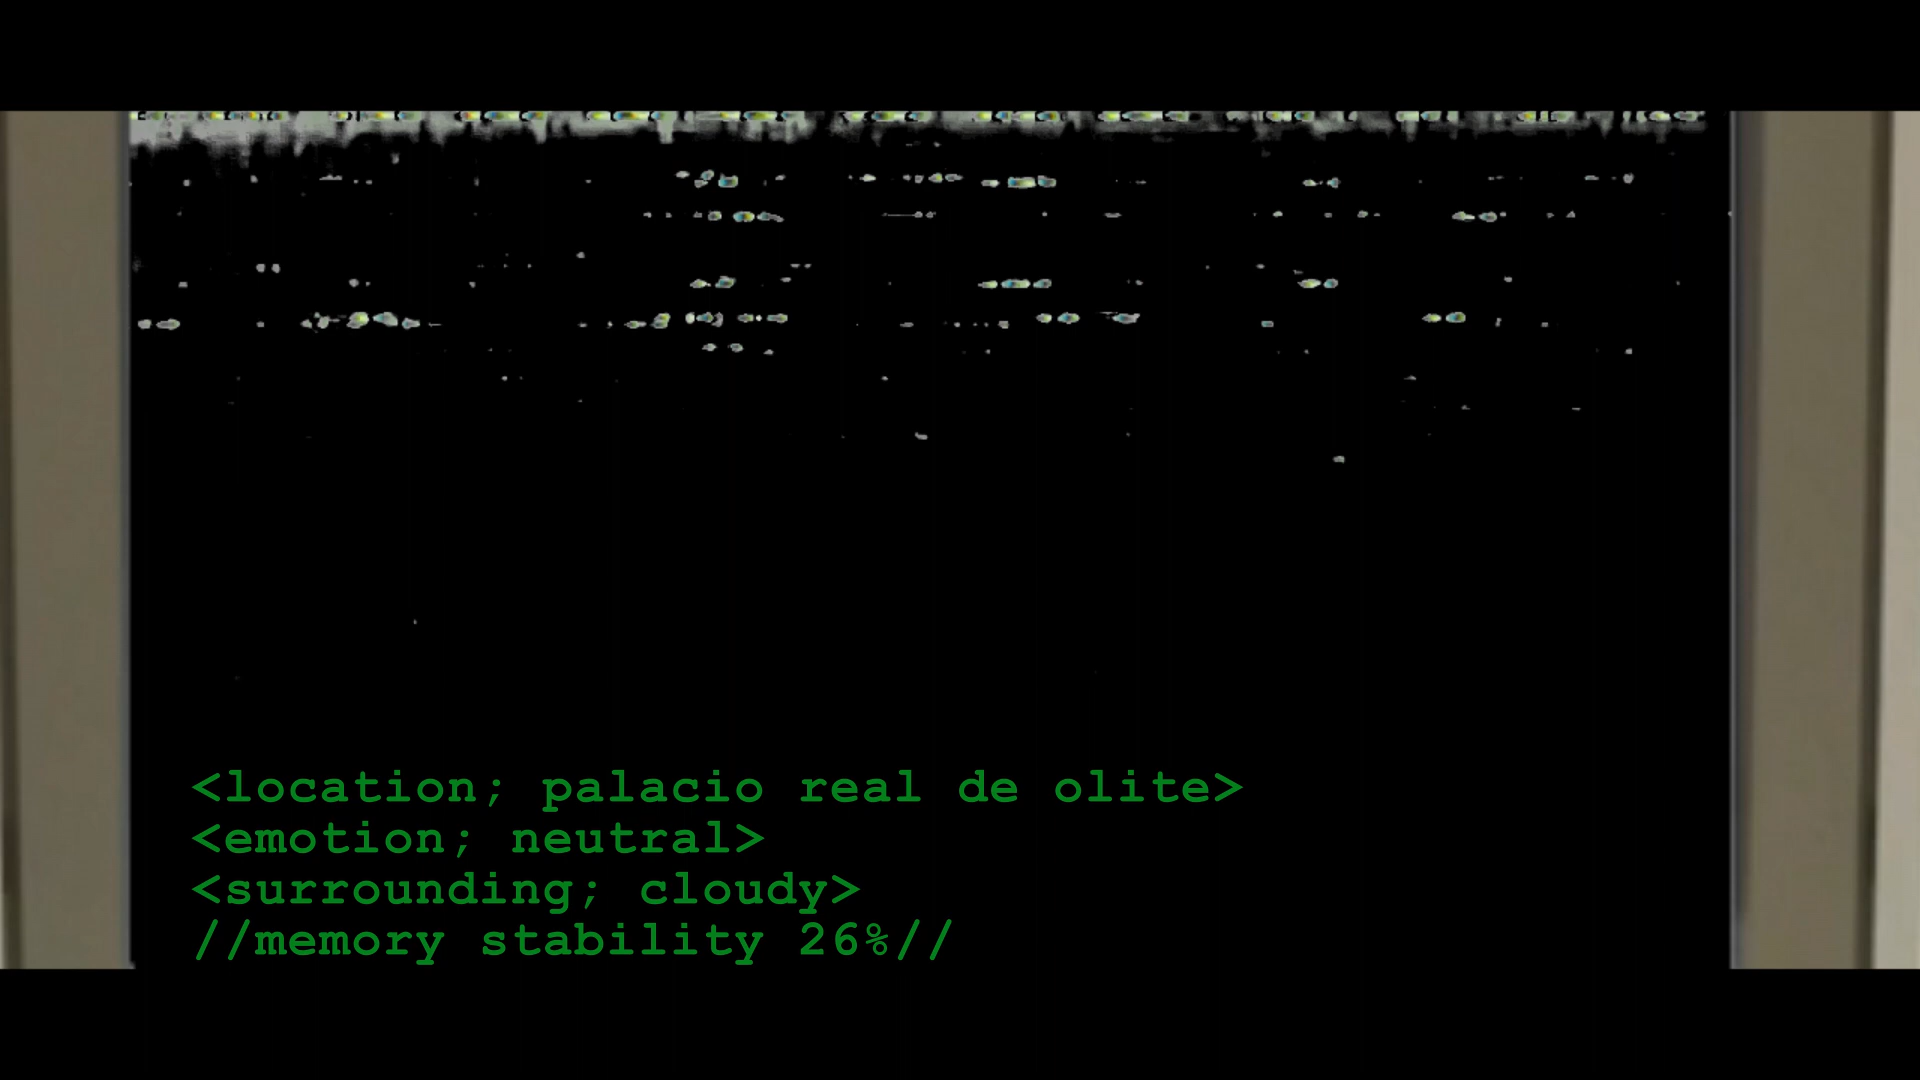 <location; palacio real de olite>
<emotion; neutral>
<surrounding; cloudy>
//memory stability 26%//